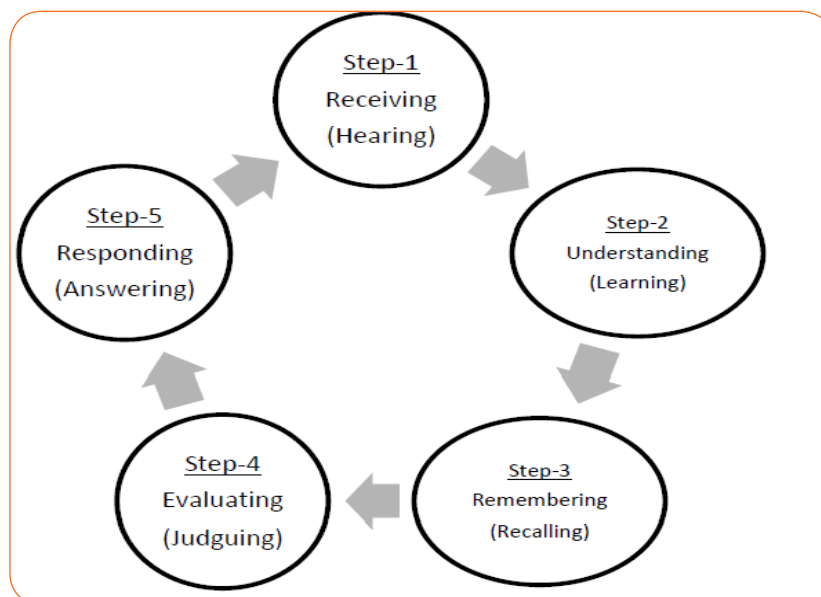 Step-1
Receiving
(Hearing)
Step-2
Understanding
(Learning)
Step-3
Remembering
(Recalling)
Step-4
Evaluating
(Judguing)
Step-5
Responding
(Answering)